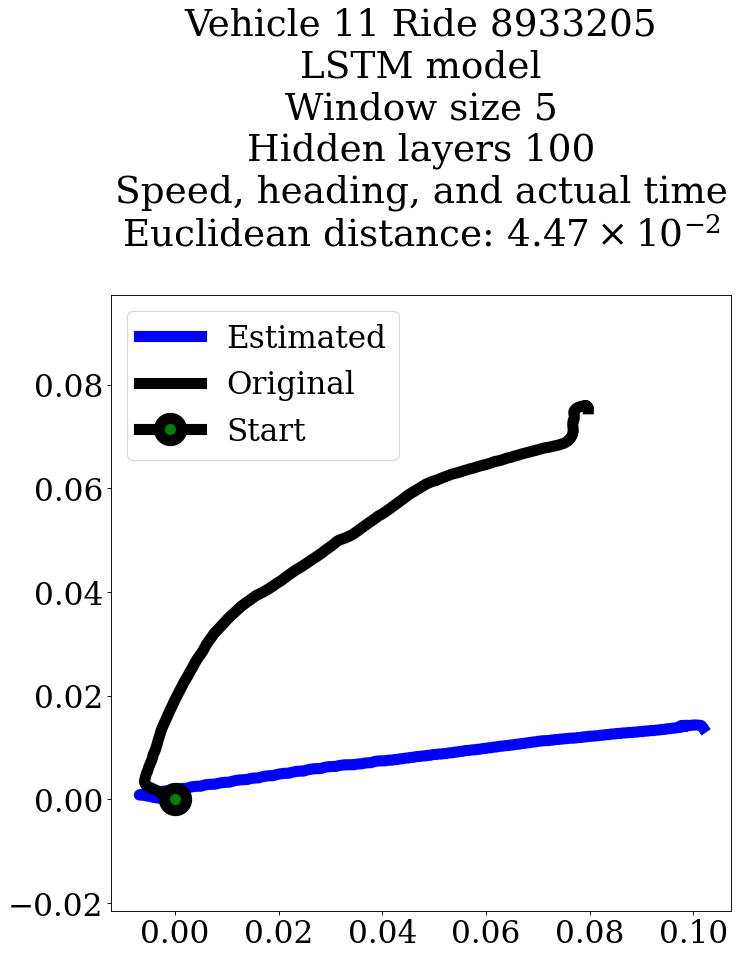 Vehicle 11 Ride 8933205
LSTM model
Window size 5
Hidden layers 100
Speed, heading, and actual time
Euclidean distance: 4.47 × 10⁻²
Estimated
Original
Start
0.08
0.06
0.04
0.02
0.00
−0.02
0.00 0.02 0.04 0.06 0.08 0.10